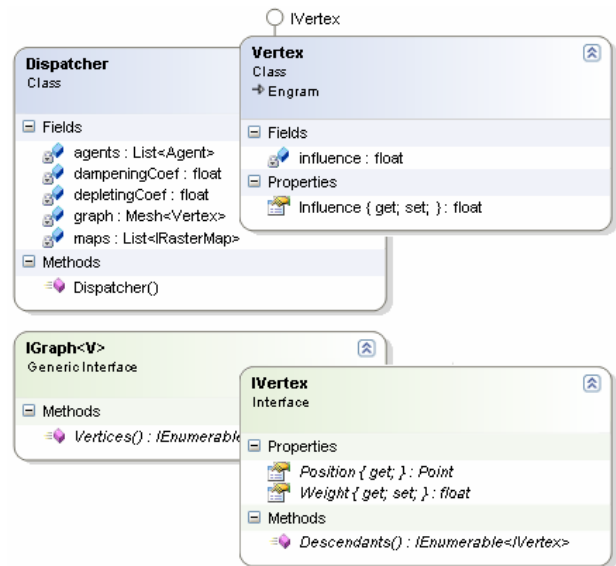 IVertex
Dispatcher
Class
Fields
agents : List<Agent>
dampeningCoef : float
depletingCoef : float
graph : Mesh<Vertex>
maps : List<IRasterMap>
Methods
Dispatcher()
Vertex
Class
Engram
Fields
influence : float
Properties
Influence { get; set; } : float
IGraph<V>
Generic Interface
Methods
Vertices() : IEnumerable
IVertex
Interface
Properties
Position { get; } : Point
Weight { get; set; } : float
Methods
Descendants() : IEnumerable<IVertex>